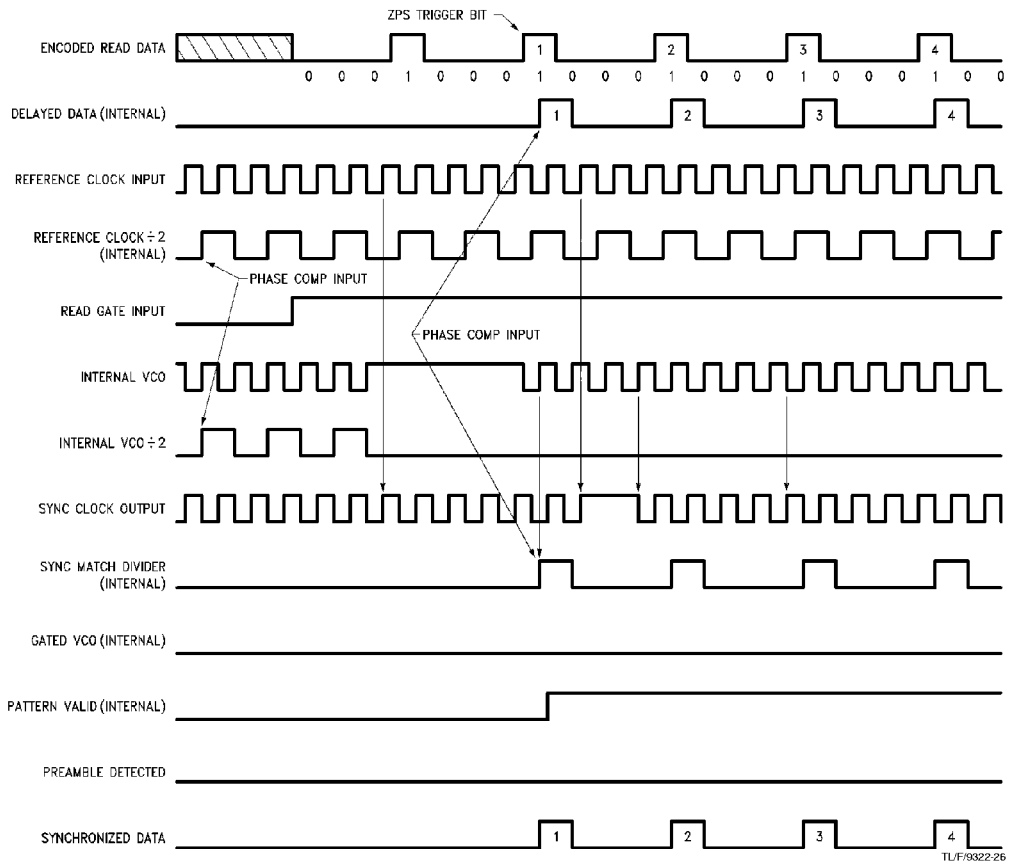 ZPS TRIGGER BIT
ENCODED READ DATA
1 2 3 4
0 0 0 1 0 0 0 1 0 0 0 1 0 0 0 1 0 0 0 1 0 0
DELAYED DATA (INTERNAL)
1 2 3 4
REFERENCE CLOCK INPUT
REFERENCE CLOCK ÷ 2
(INTERNAL)
PHASE COMP INPUT
READ GATE INPUT
PHASE COMP INPUT
INTERNAL VCO
INTERNAL VCO ÷ 2
SYNC CLOCK OUTPUT
SYNC MATCH DIVIDER
(INTERNAL)
GATED VCO (INTERNAL)
PATTERN VALID (INTERNAL)
PREAMBLE DETECTED
SYNCHRONIZED DATA
1 2 3 4
TL/F/9322-26